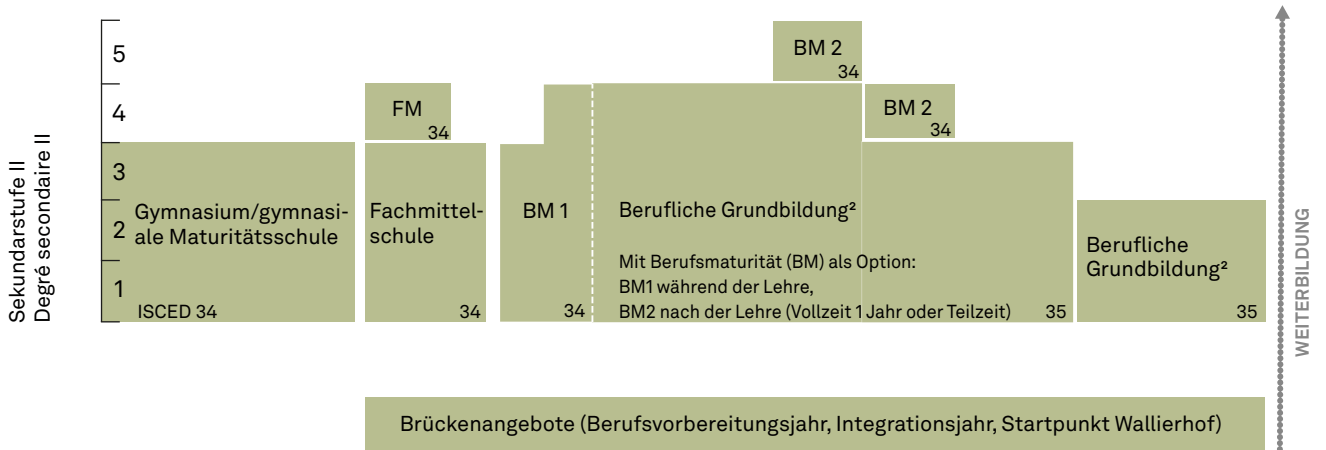 Sekundarstufe II
Degré secondaire II
5
4
3
2
1
BM 2
34
FM
34
BM 2
34
Gymnasium/gymnasi-
ale Maturitätsschule
ISCED 34
Fachmittel-
schule
34
BM 1
34
Berufliche Grundbildung²
Mit Berufsmaturität (BM) als Option:
BM1 während der Lehre,
BM2 nach der Lehre (Vollzeit 1 Jahr oder Teilzeit)
35
Berufliche
Grundbildung²
35
WEITERBILDUNG
Brückenangebote (Berufsvorbereitungsjahr, Integrationsjahr, Startpunkt Wallierhof)